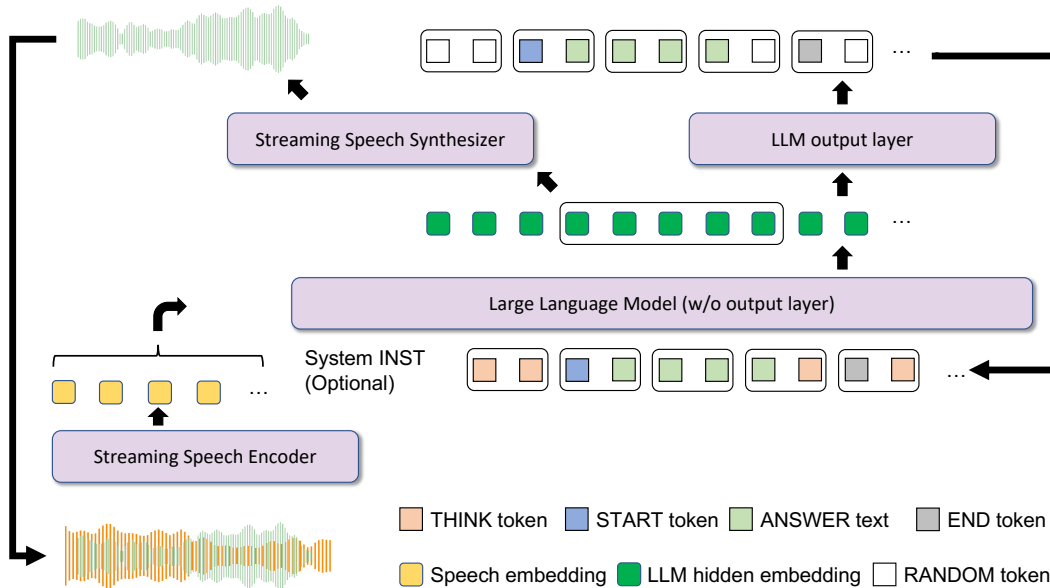 ...
Streaming Speech Synthesizer
LLM output layer
...
Large Language Model (w/o output layer)
System INST
(Optional)
...
...
Streaming Speech Encoder
THINK token
START token
ANSWER text
END token
Speech embedding
LLM hidden embedding
RANDOM token